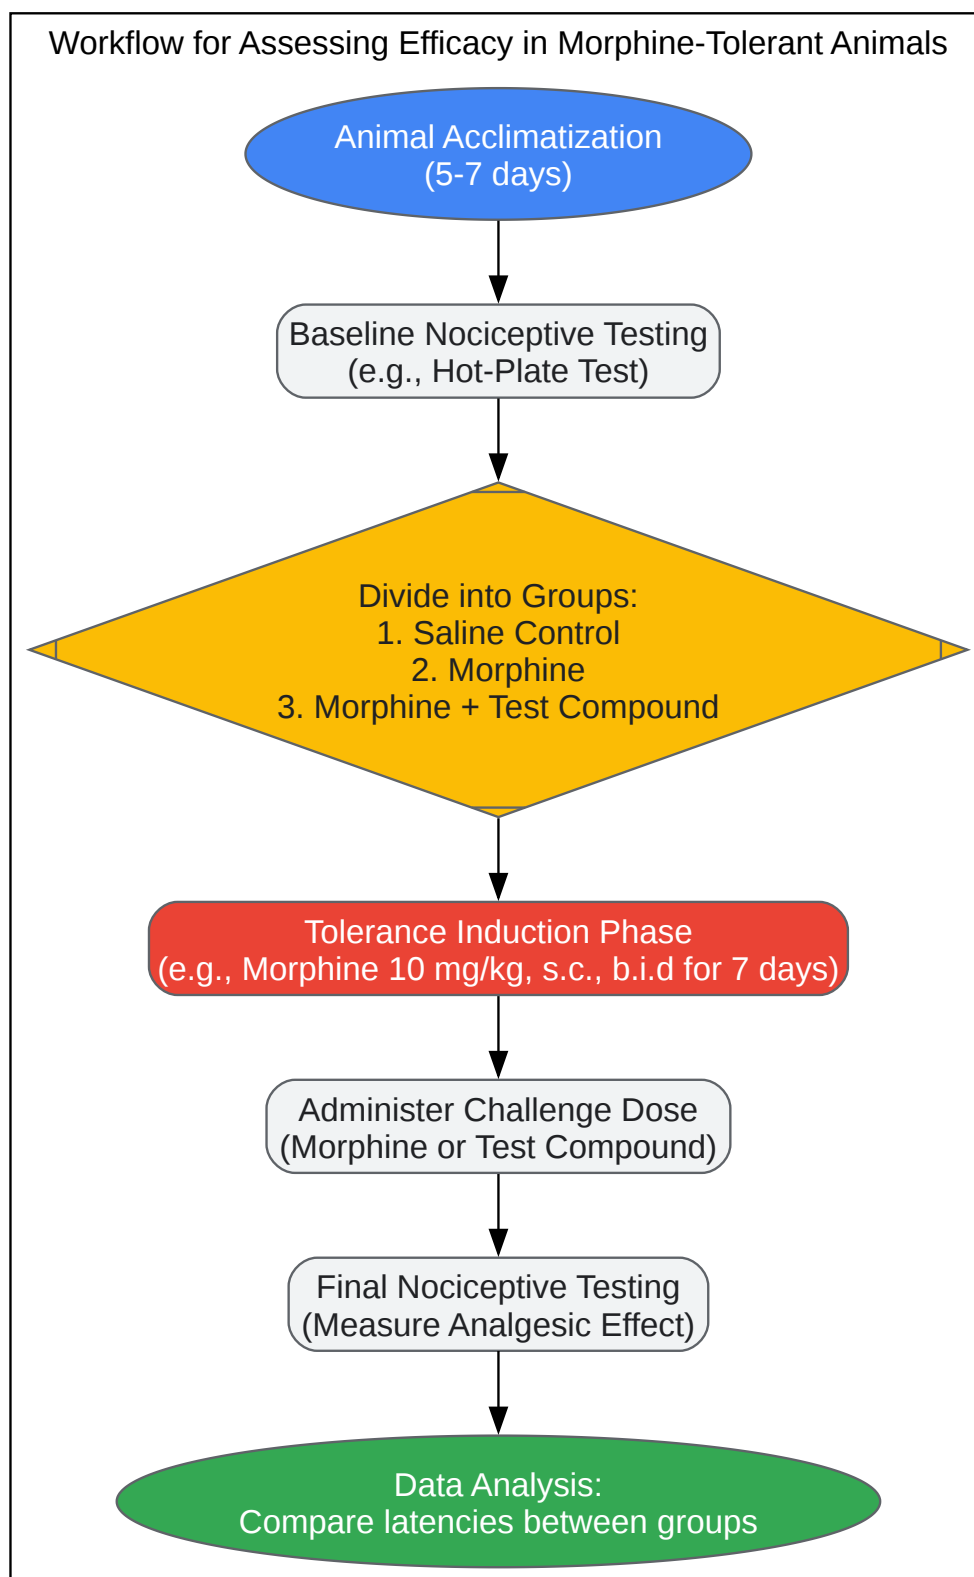 Workflow for Assessing Efficacy in Morphine-Tolerant Animals
Animal Acclimatization
(5-7 days)
Baseline Nociceptive Testing
(e.g., Hot-Plate Test)
Divide into Groups:
1. Saline Control
2. Morphine
3. Morphine + Test Compound
Tolerance Induction Phase
(e.g., Morphine 10 mg/kg, s.c., b.i.d for 7 days)
Administer Challenge Dose
(Morphine or Test Compound)
Final Nociceptive Testing
(Measure Analgesic Effect)
Data Analysis:
Compare latencies between groups